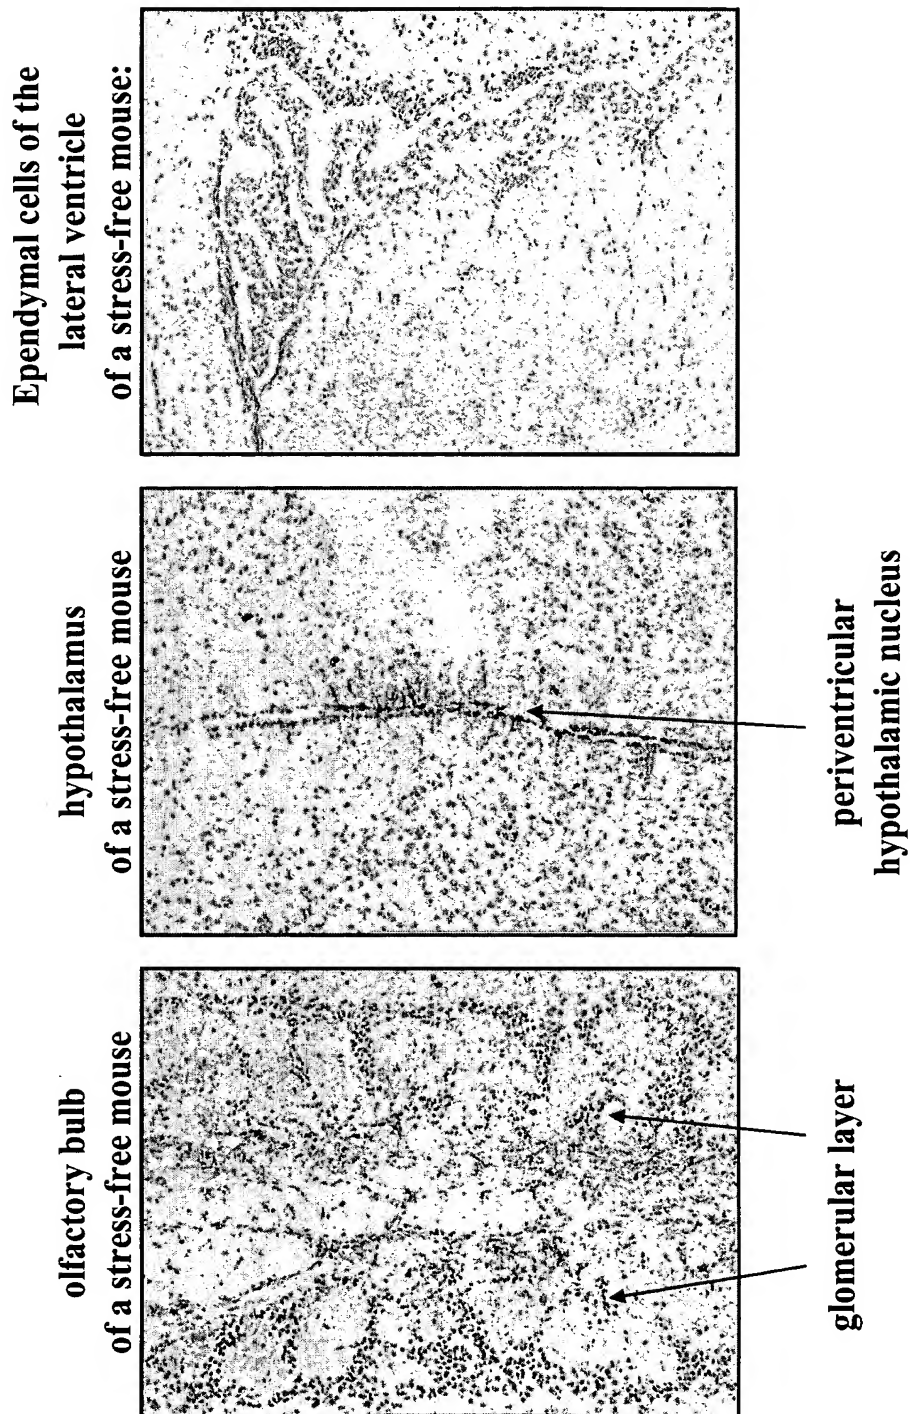 olfactory bulb
of a stress-free mouse
hypothalamus
of a stress-free mouse
Ependymal cells of the
lateral ventricle
of a stress-free mouse:
glomerular layer
periventricular
hypothalamic nucleus